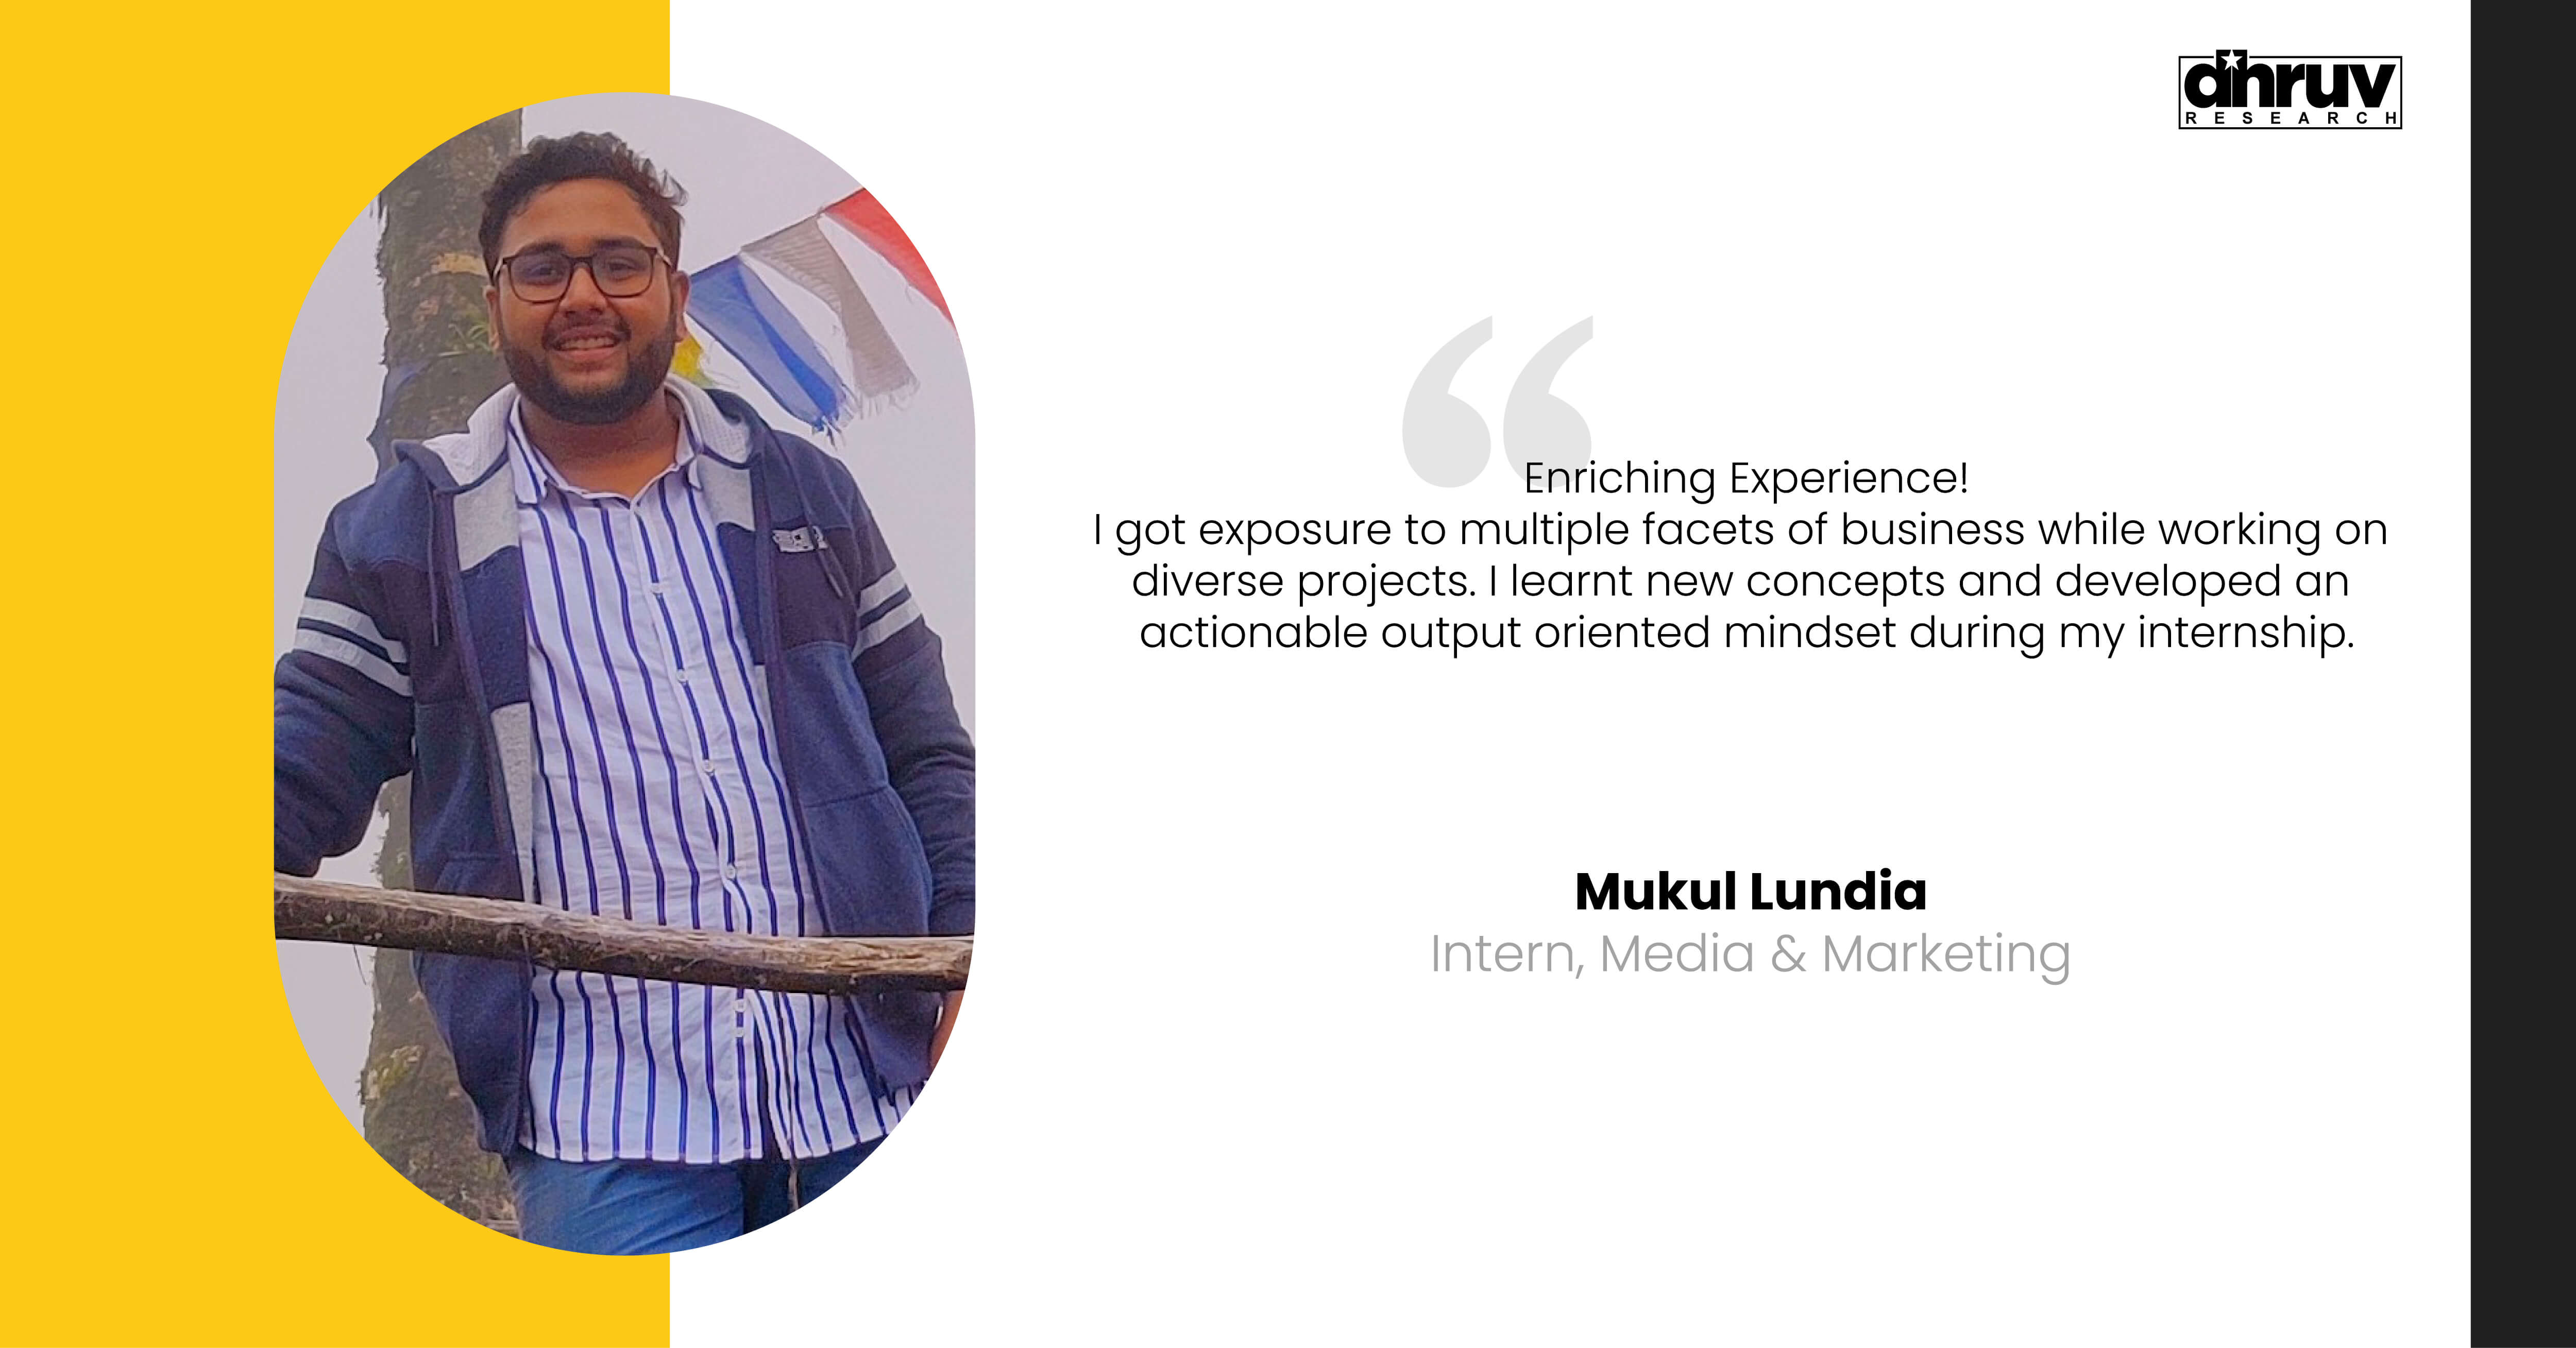 dhruv
RESEARCH
“
Enriching Experience!
I got exposure to multiple facets of business while working on
diverse projects. I learnt new concepts and developed an
actionable output oriented mindset during my internship.
Mukul Lundia
Intern, Media & Marketing